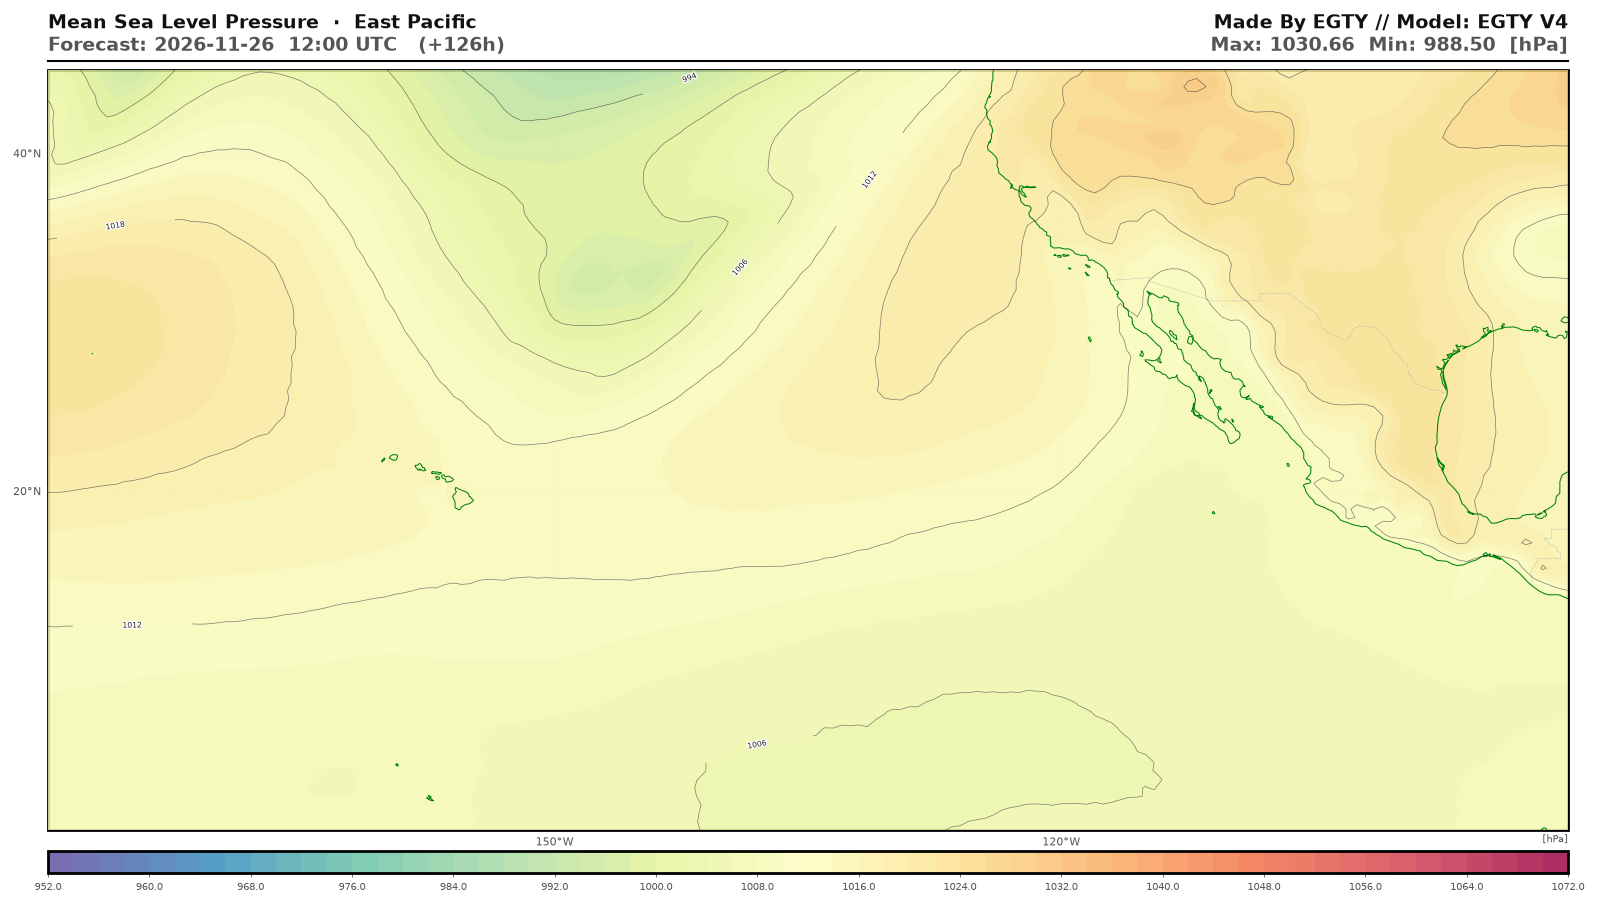 Mean Sea Level Pressure · East Pacific
Made By EGTY // Model: EGTY V4
Forecast: 2026-11-26 12:00 UTC (+126h)
Max: 1030.66 Min: 988.50 [hPa]
994
40°N
1012
1018
1006
20°N
1012
1006
150°W
120°W
[hPa]
952.0 960.0 968.0 976.0 984.0 992.0 1000.0 1008.0 1016.0 1024.0 1032.0 1040.0 1048.0 1056.0 1064.0 1072.0